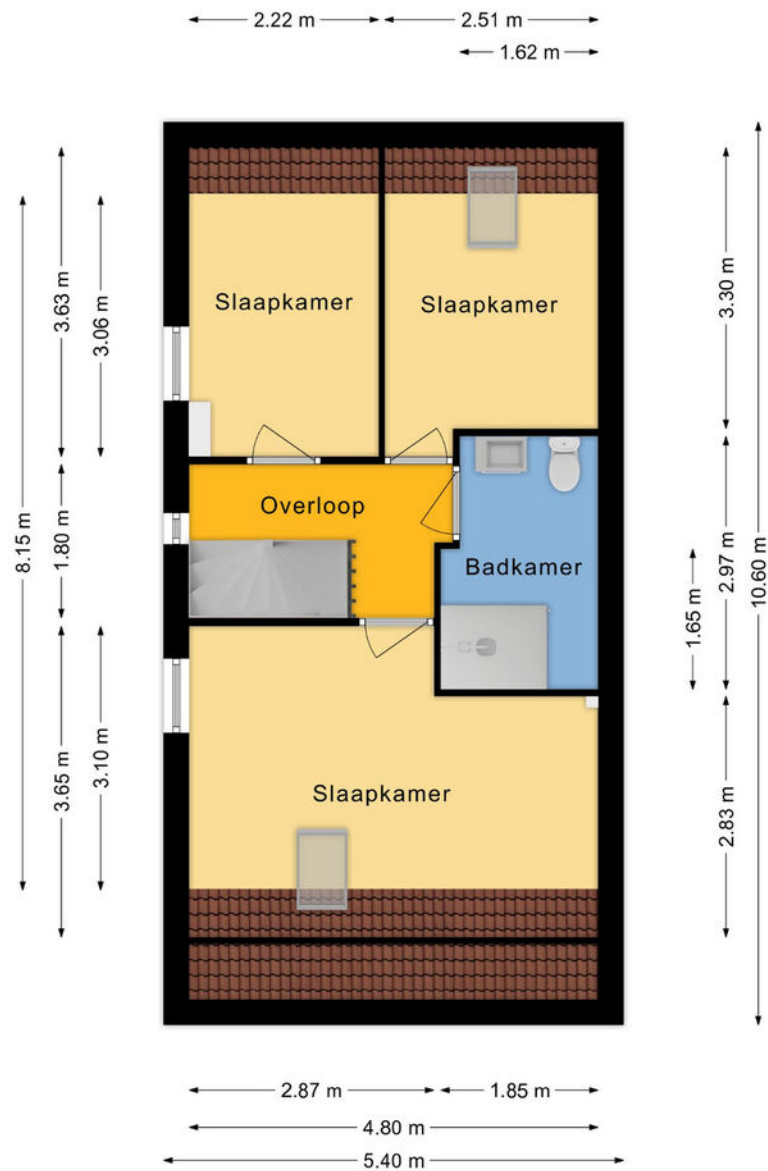 2.22 m
2.51 m
1.62 m
8.15 m
3.63 m
3.06 m
1.80 m
3.65 m
3.10 m
Slaapkamer
Slaapkamer
Overloop
Badkamer
Slaapkamer
3.30 m
2.97 m
1.65 m
2.83 m
10.60 m
2.87 m
1.85 m
4.80 m
5.40 m